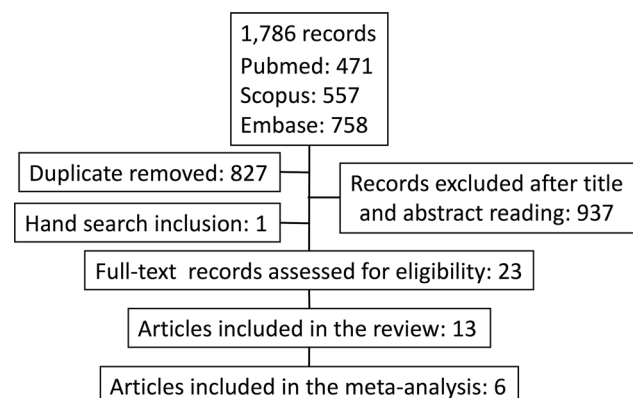 1,786 records
Pubmed: 471
Scopus: 557
Embase: 758
Duplicate removed: 827
Records excluded after title
and abstract reading: 937
Hand search inclusion: 1
Full-text records assessed for eligibility: 23
Articles included in the review: 13
Articles included in the meta-analysis: 6